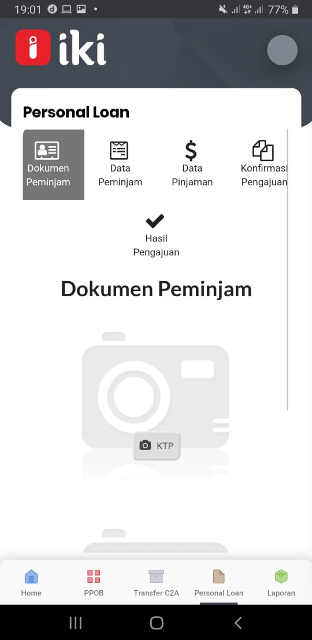 19:01 77%
iki
Personal Loan
Dokumen
Peminjam
Data
Peminjam
Data
Pinjaman
Konfirmasi
Pengajuan
Hasil
Pengajuan
Dokumen Peminjam
KTP
Home PPOB Transfer C2A Personal Loan Laporan